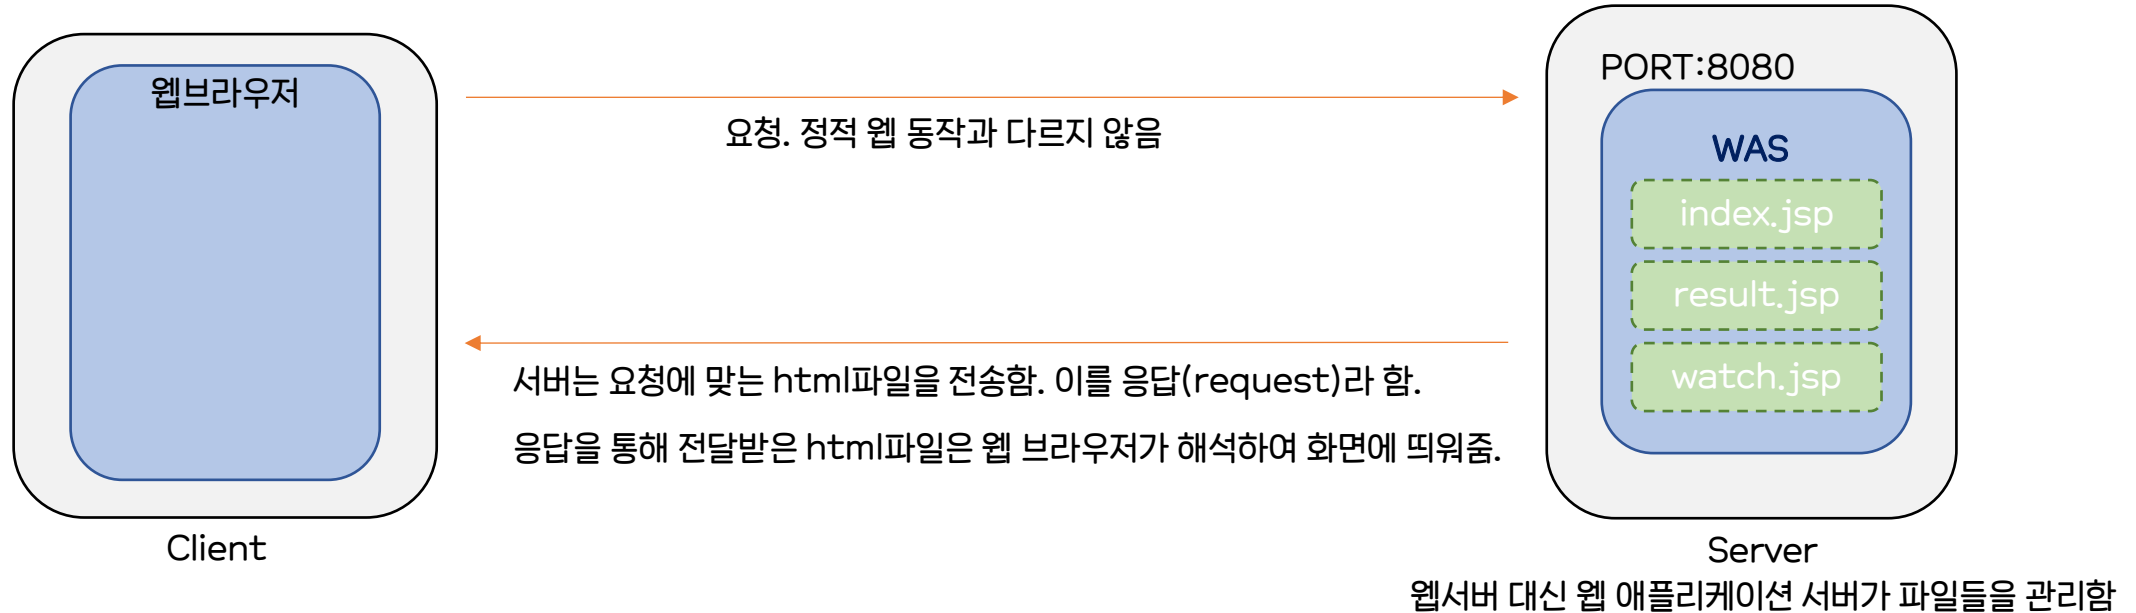 웹브라우저
요청. 정적 웹 동작과 다르지 않음
서버는 요청에 맞는 html파일을 전송함. 이를 응답(request)라 함.
응답을 통해 전달받은 html파일은 웹 브라우저가 해석하여 화면에 띄워줌.
Client
PORT:8080
WAS
index.jsp
result.jsp
watch.jsp
Server
웹서버 대신 웹 애플리케이션 서버가 파일들을 관리함